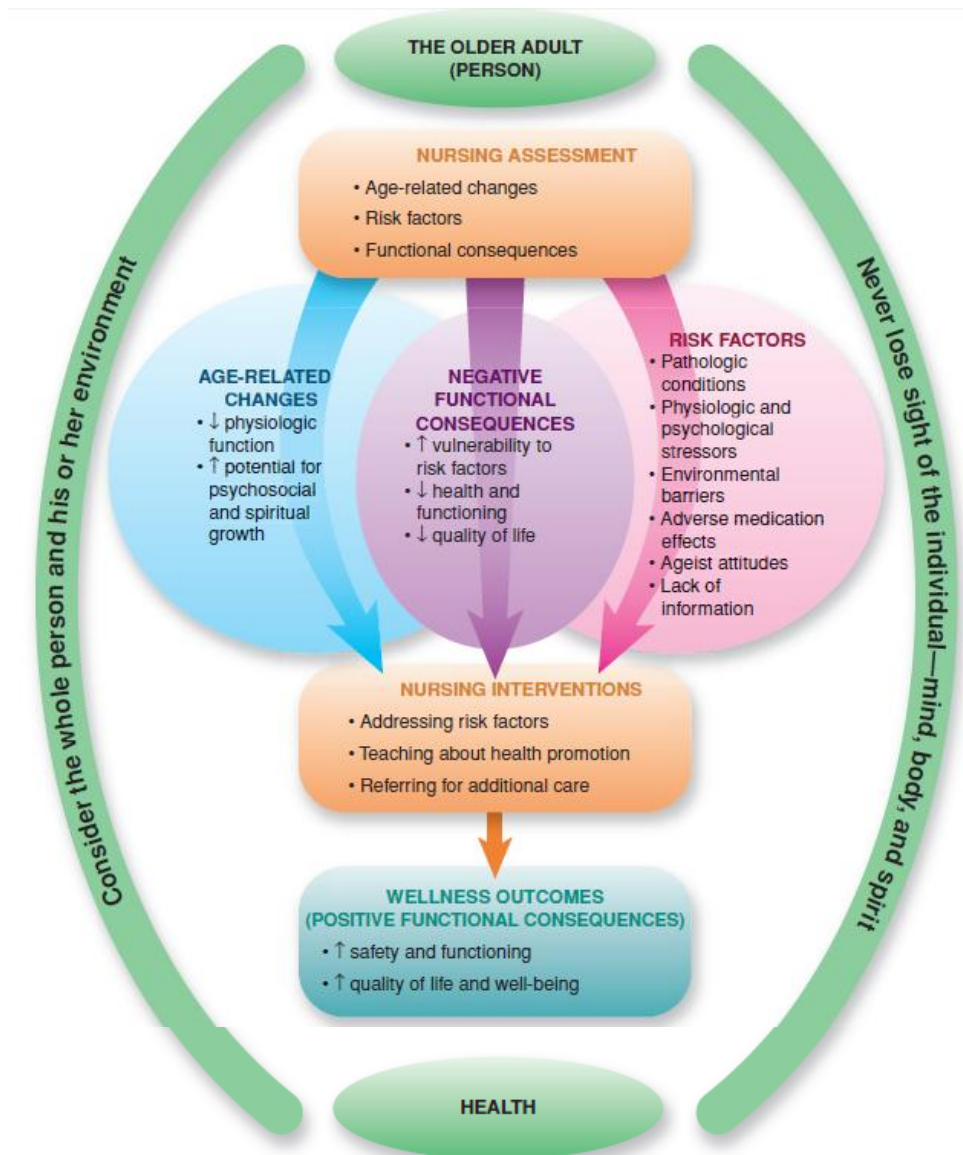 THE OLDER ADULT
(PERSON)
NURSING ASSESSMENT
• Age-related changes
• Risk factors
• Functional consequences
AGE-RELATED
CHANGES
• ↓ physiologic
function
• ↑ potential for
psychosocial
and spiritual
growth
NEGATIVE
FUNCTIONAL
CONSEQUENCES
• ↑ vulnerability to
risk factors
• ↓ health and
functioning
• ↓ quality of life
RISK FACTORS
• Pathologic
conditions
• Physiologic and
psychological
stressors
• Environmental
barriers
• Adverse medication
effects
• Ageist attitudes
• Lack of
information
NURSING INTERVENTIONS
• Addressing risk factors
• Teaching about health promotion
• Referring for additional care
WELLNESS OUTCOMES
(POSITIVE FUNCTIONAL CONSEQUENCES)
• ↑ safety and functioning
• ↑ quality of life and well-being
HEALTH
Consider the whole person and his or her environment
Never lose sight of the individual—mind, body, and spirit